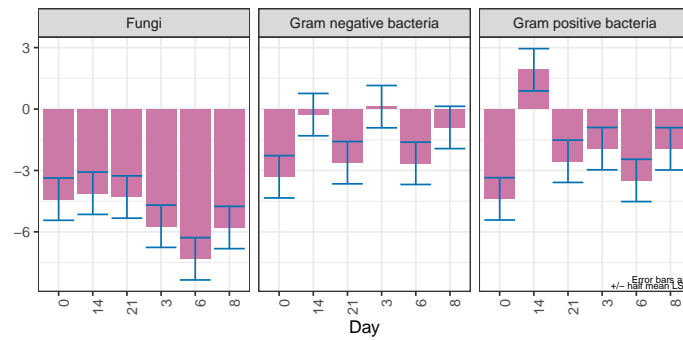 Fungi Gram negative bacteria Gram positive bacteria
3
0
−3
−6
0 14 21 3 6 8 0 14 21 3 6 8 0 14 21 3 6 8
Error bars a
+/− half mean LS
Day